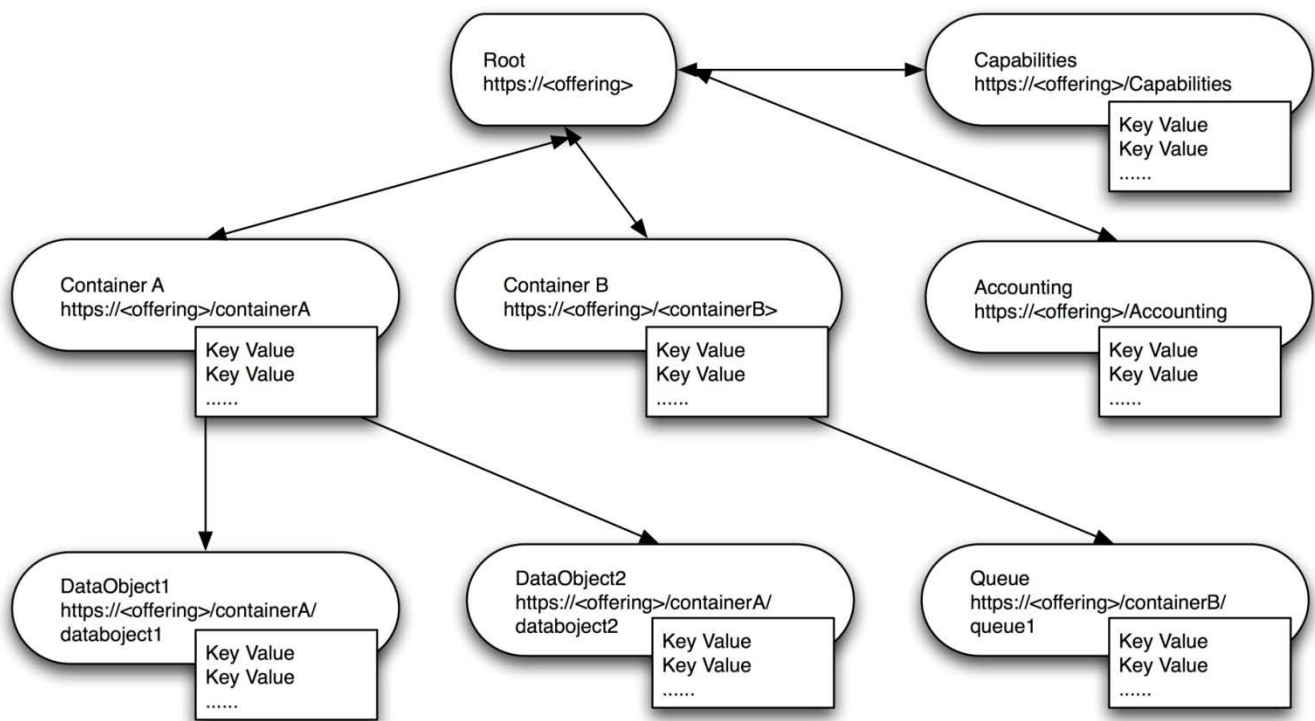 Root
https://<offering>
Capabilities
https://<offering>/Capabilities
Key Value
Key Value
......
Container A
https://<offering>/containerA
Key Value
Key Value
......
Container B
https://<offering>/<containerB>
Key Value
Key Value
......
Accounting
https://<offering>/Accounting
Key Value
Key Value
......
DataObject1
https://<offering>/containerA/
databoject1
Key Value
Key Value
......
DataObject2
https://<offering>/containerA/
databoject2
Key Value
Key Value
......
Queue
https://<offering>/containerB/
queue1
Key Value
Key Value
......